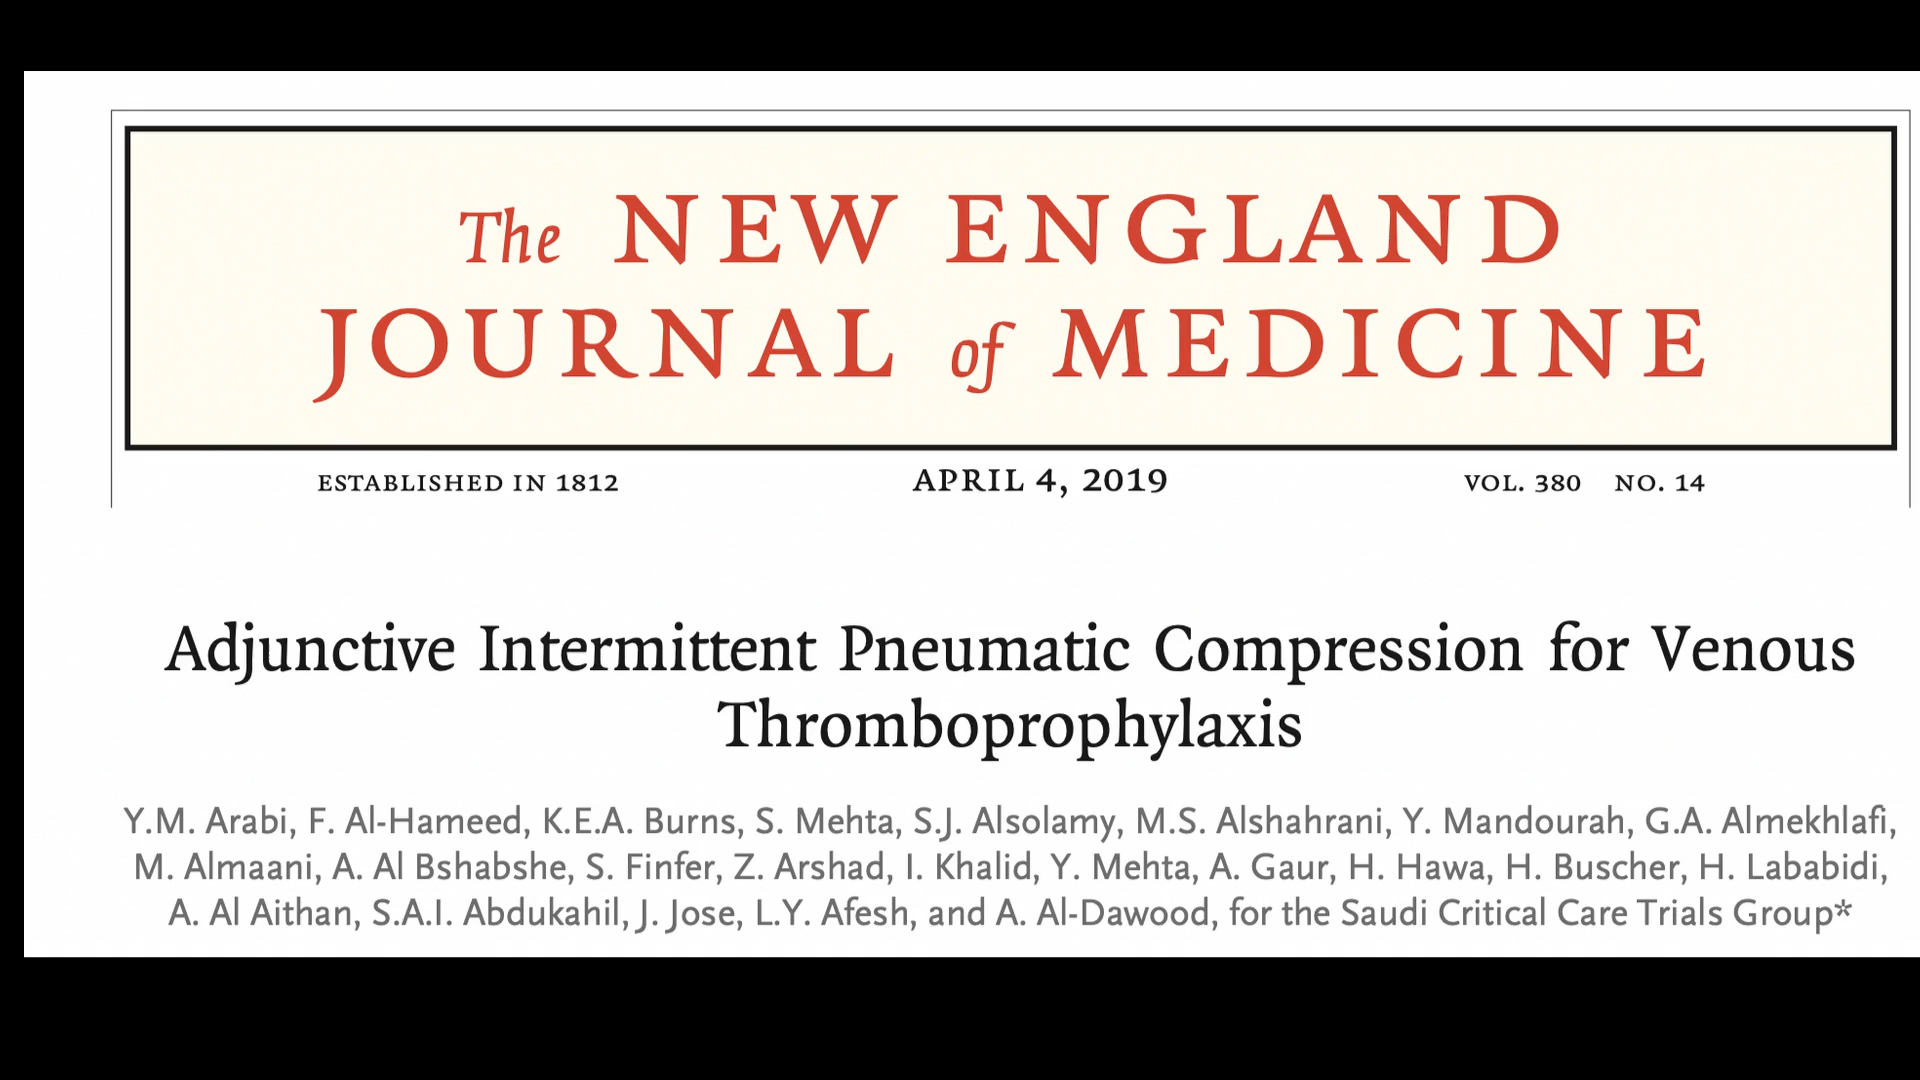 The NEW ENGLAND
JOURNAL of MEDICINE
ESTABLISHED IN 1812 APRIL 4, 2019 VOL. 380 NO. 14
Adjunctive Intermittent Pneumatic Compression for Venous
Thromboprophylaxis
Y.M. Arabi, F. Al-Hameed, K.E.A. Burns, S. Mehta, S.J. Alsolamy, M.S. Alshahrani, Y. Mandourah, G.A. Almekhlafi,
M. Almaani, A. Al Bshabshe, S. Finfer, Z. Arshad, I. Khalid, Y. Mehta, A. Gaur, H. Hawa, H. Buscher, H. Lababidi,
A. Al Aithan, S.A.I. Abdukahil, J. Jose, L.Y. Afesh, and A. Al-Dawood, for the Saudi Critical Care Trials Group*